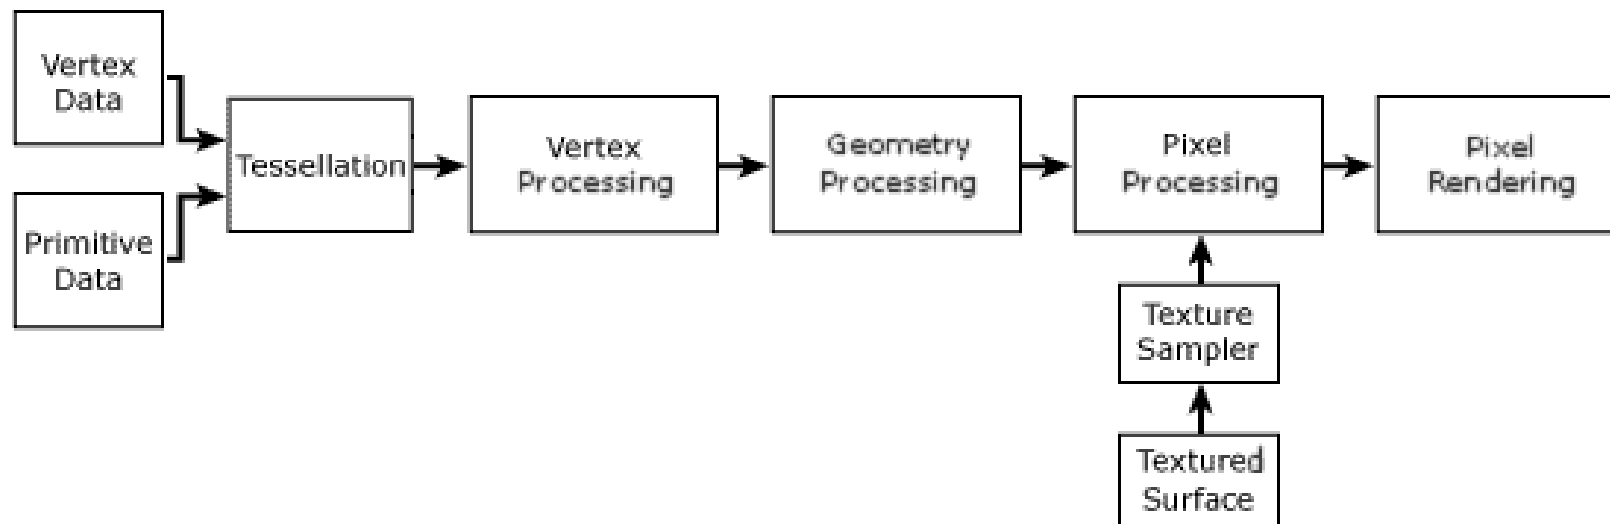 Vertex
Data
Primitive
Data
Tessellation
Vertex
Processing
Geometry
Processing
Pixel
Processing
Pixel
Rendering
Texture
Sampler
Textured
Surface